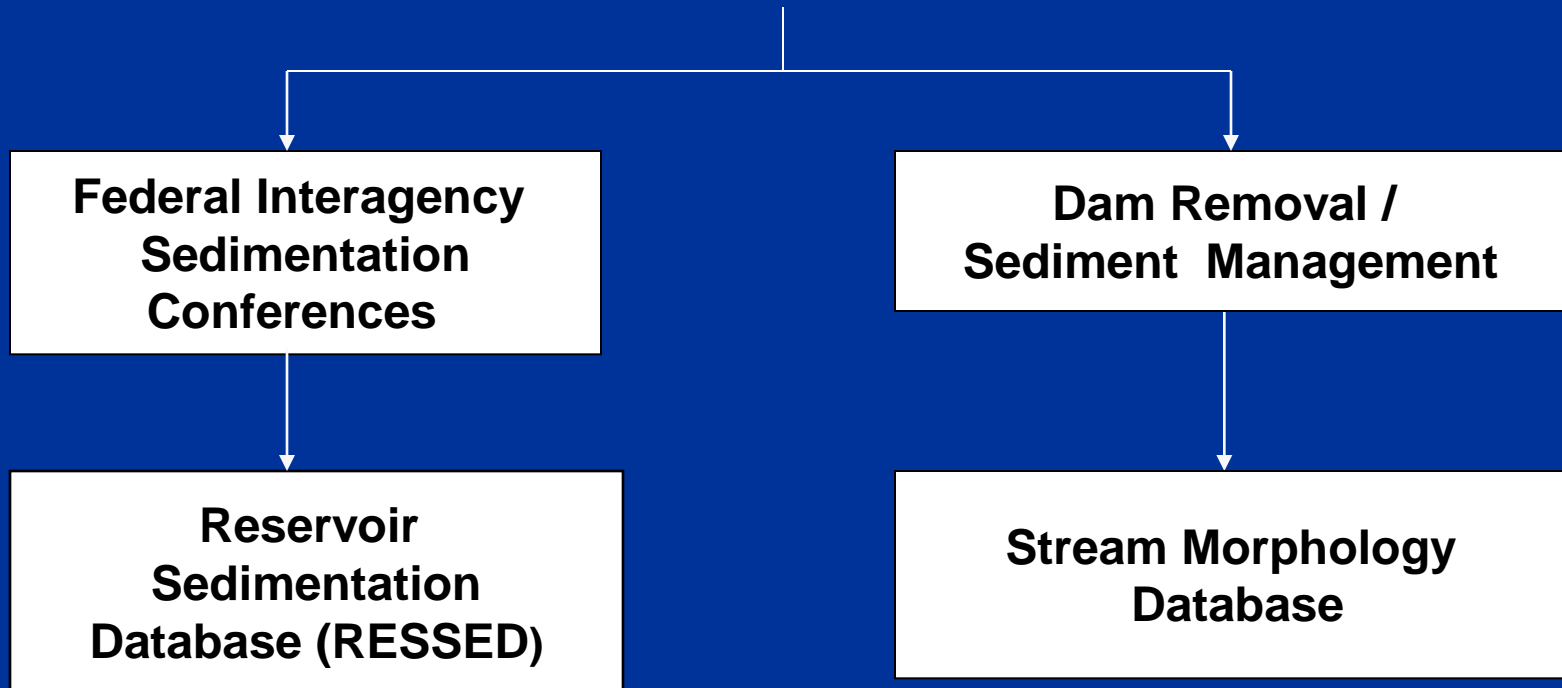 Federal Interagency
Sedimentation
Conferences
Dam Removal /
Sediment Management
Reservoir
Sedimentation
Database (RESSED)
Stream Morphology
Database